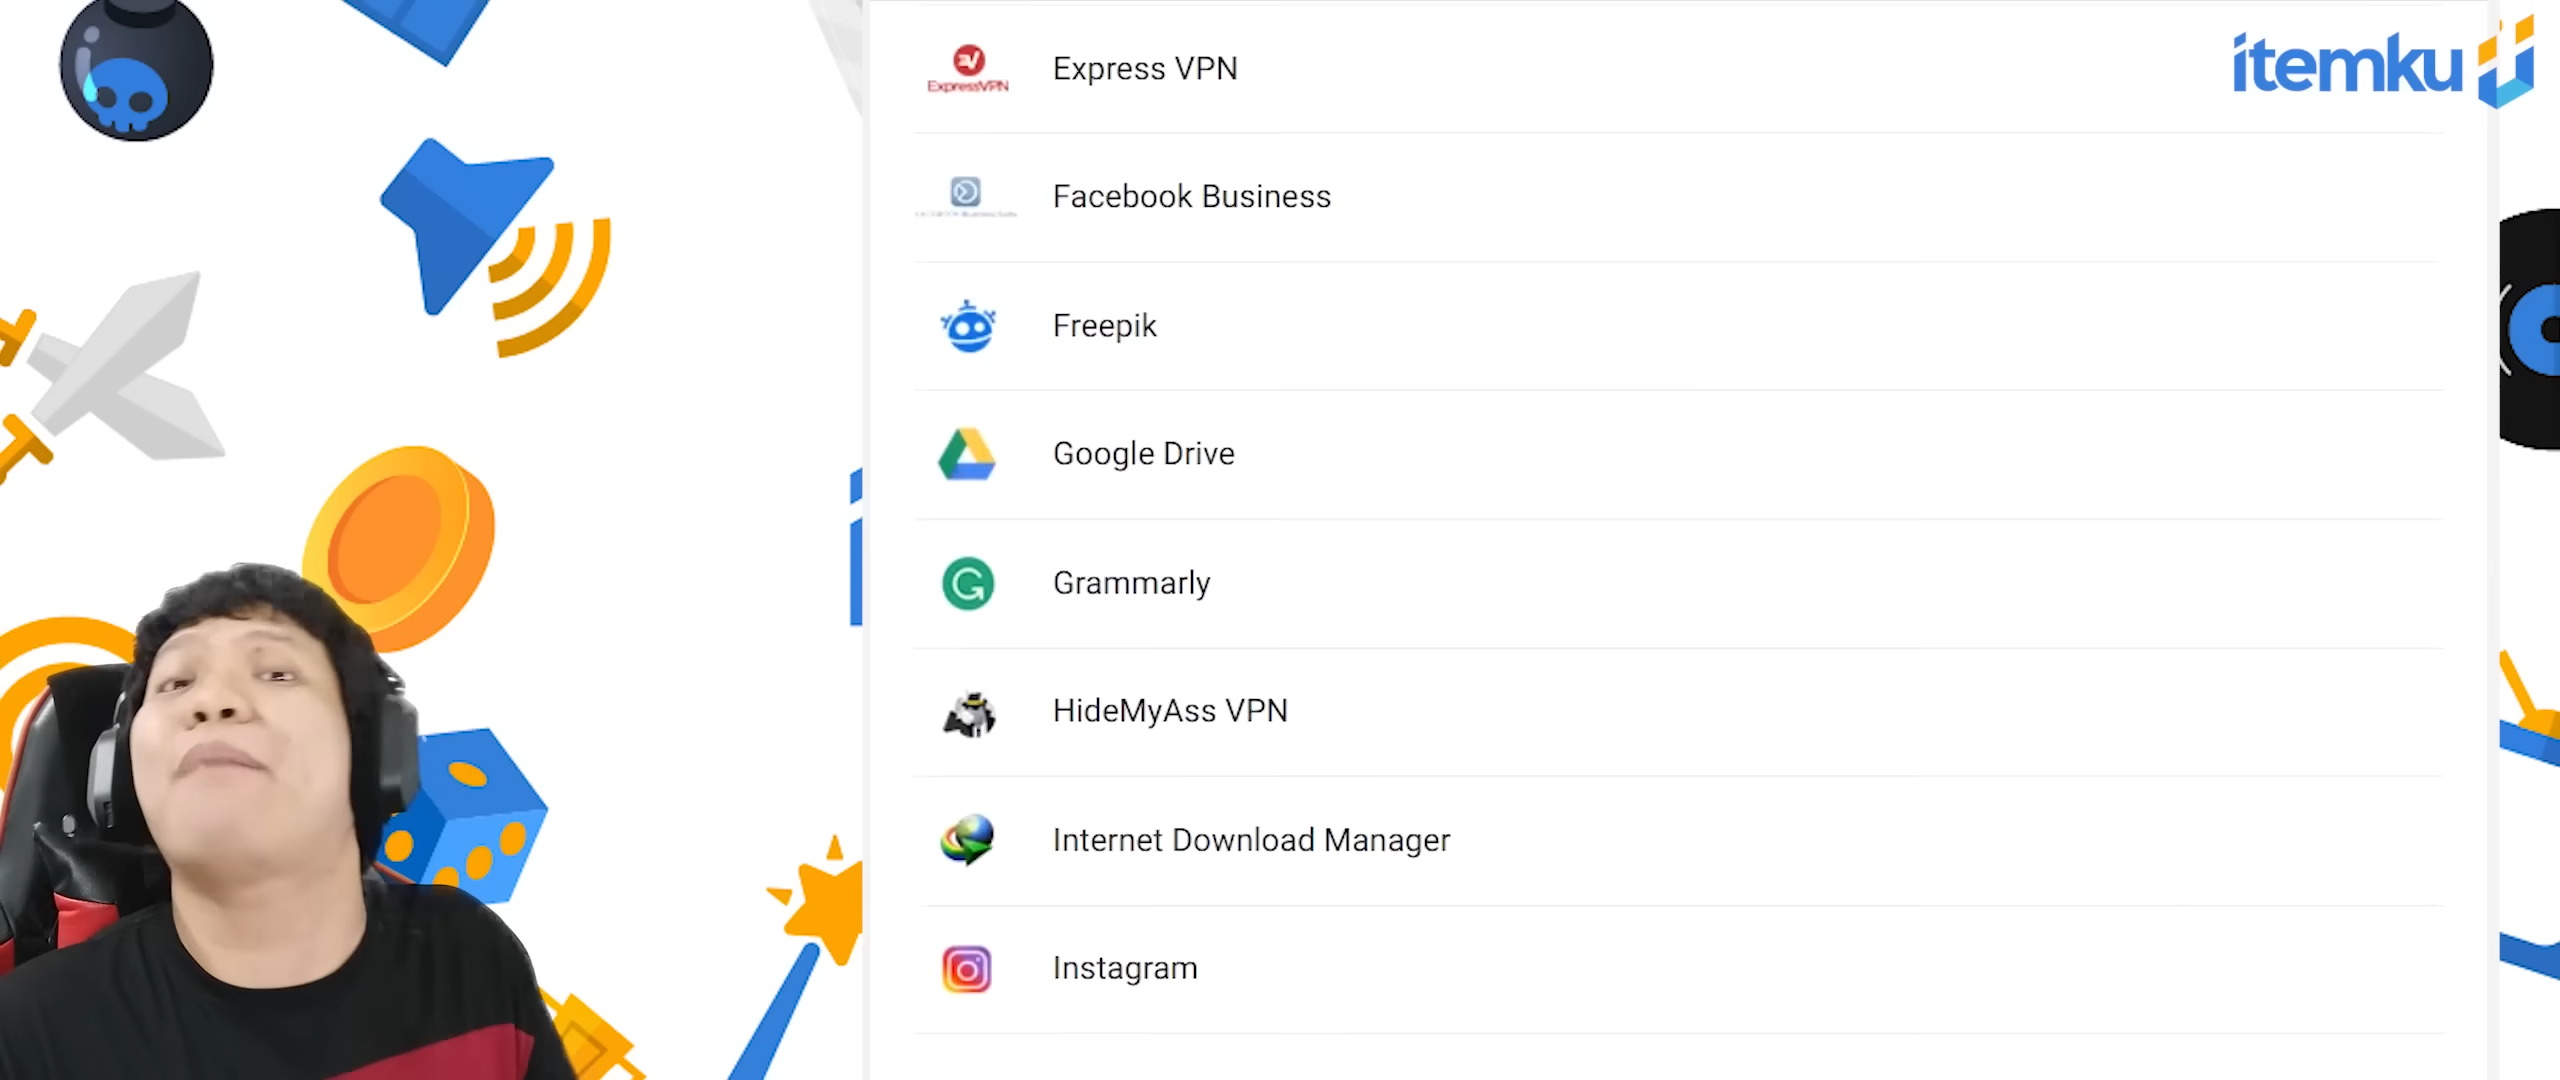 itemku
ExpressVPN
Express VPN
Facebook Business
Freepik
Google Drive
Grammarly
HideMyAss VPN
Internet Download Manager
Instagram